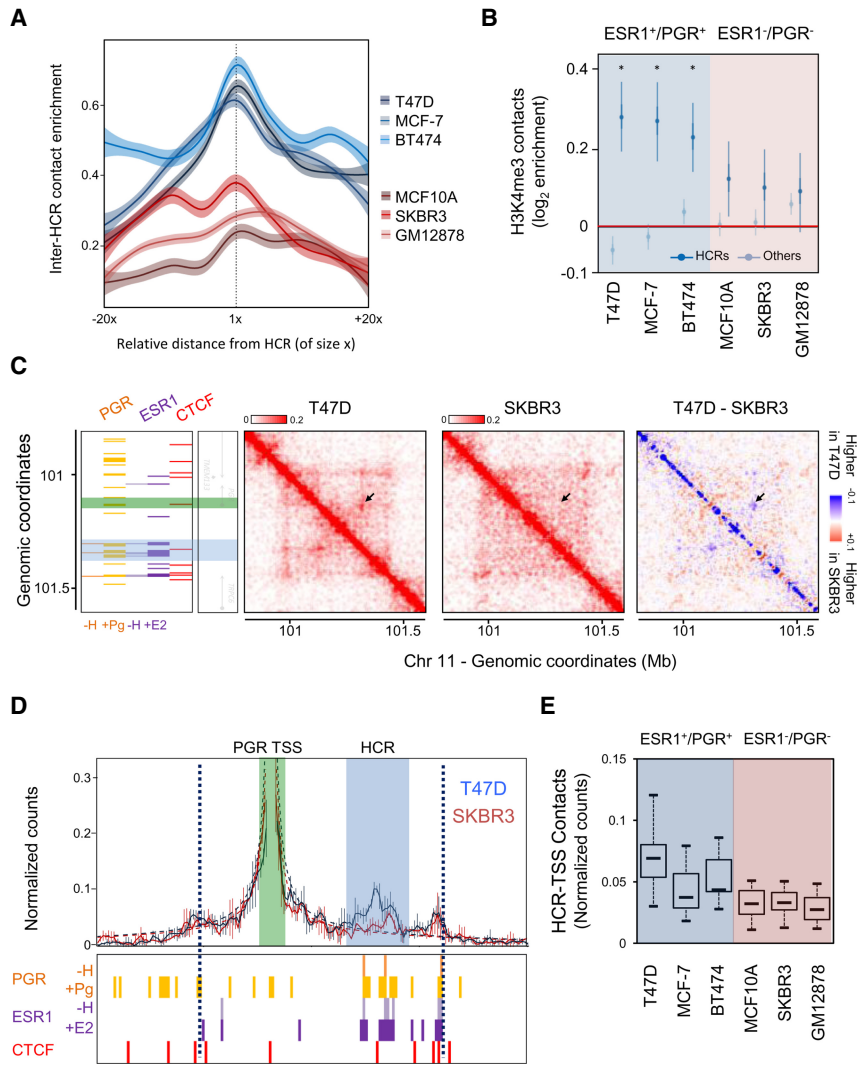 A
Inter-HCR contact enrichment
0.6
0.4
0.2
-20x
1x
+20x
Relative distance from HCR (of size x)
T47D
MCF-7
BT474
MCF10A
SKBR3
GM12878
B
ESR1+/PGR+
ESR1-/PGR-
H3K4me3 contacts
(log2 enrichment)
0.4
0.2
0
-0.1
* * *
HCRs
Others
T47D
MCF-7
BT474
MCF10A
SKBR3
GM12878
C
PGR
ESR1
CTCF
Genomic coordinates
101
101.5
-H +Pg -H +E2
T47D
0
0.2
SKBR3
0
0.2
T47D - SKBR3
Higher
in T47D
-0.1
+0.1
Higher
in SKBR3
101
101.5
101
101.5
101
101.5
Chr 11 - Genomic coordinates (Mb)
D
PGR TSS
HCR
Normalized counts
0.3
0.2
0.1
0
T47D
SKBR3
PGR
-H
+Pg
ESR1
-H
+E2
CTCF
E
ESR1+/PGR+
ESR1-/PGR-
HCR-TSS Contacts
(Normalized counts)
0.15
0.1
0.05
0
T47D
MCF-7
BT474
MCF10A
SKBR3
GM12878